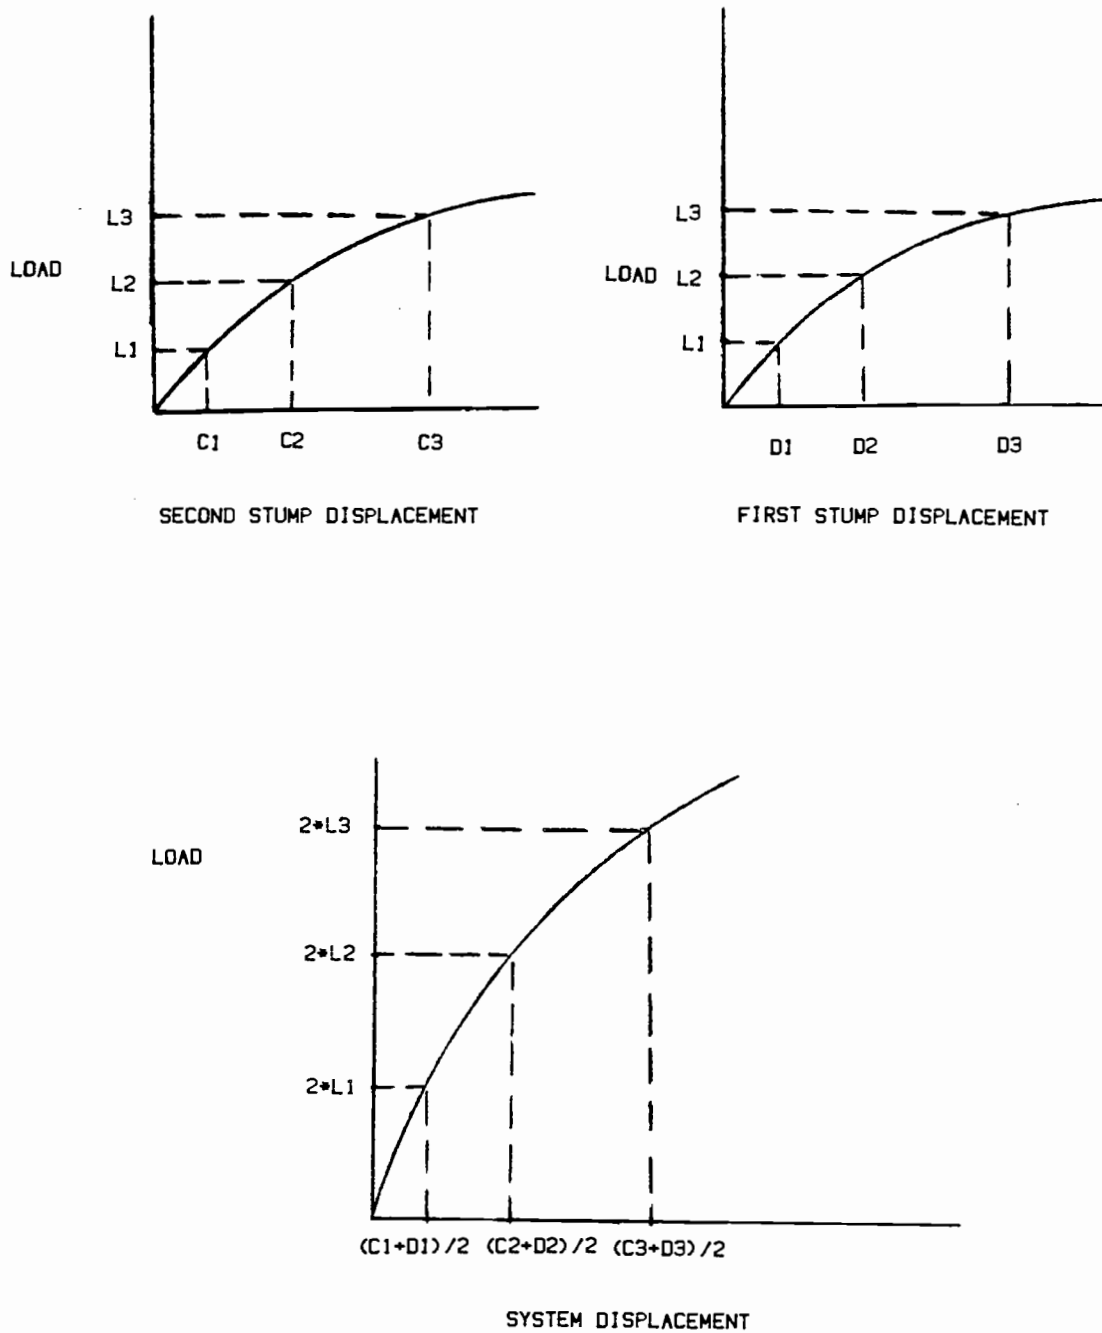 L3
LOAD
L2
L1
C1 C2 C3
SECOND STUMP DISPLACEMENT
L3
LOAD L2
L1
D1 D2 D3
FIRST STUMP DISPLACEMENT
2*L3
LOAD
2*L2
2*L1
(C1+D1)/2 (C2+D2)/2 (C3+D3)/2
SYSTEM DISPLACEMENT